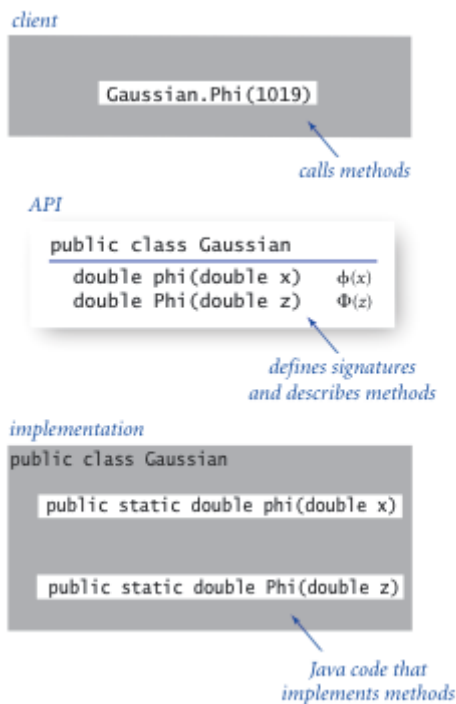 client
Gaussian.Phi(1019)
calls methods
API
public class Gaussian
double phi(double x) ϕ(x)
double Phi(double z) Φ(z)
defines signatures
and describes methods
implementation
public class Gaussian
public static double phi(double x)
public static double Phi(double z)
Java code that
implements methods